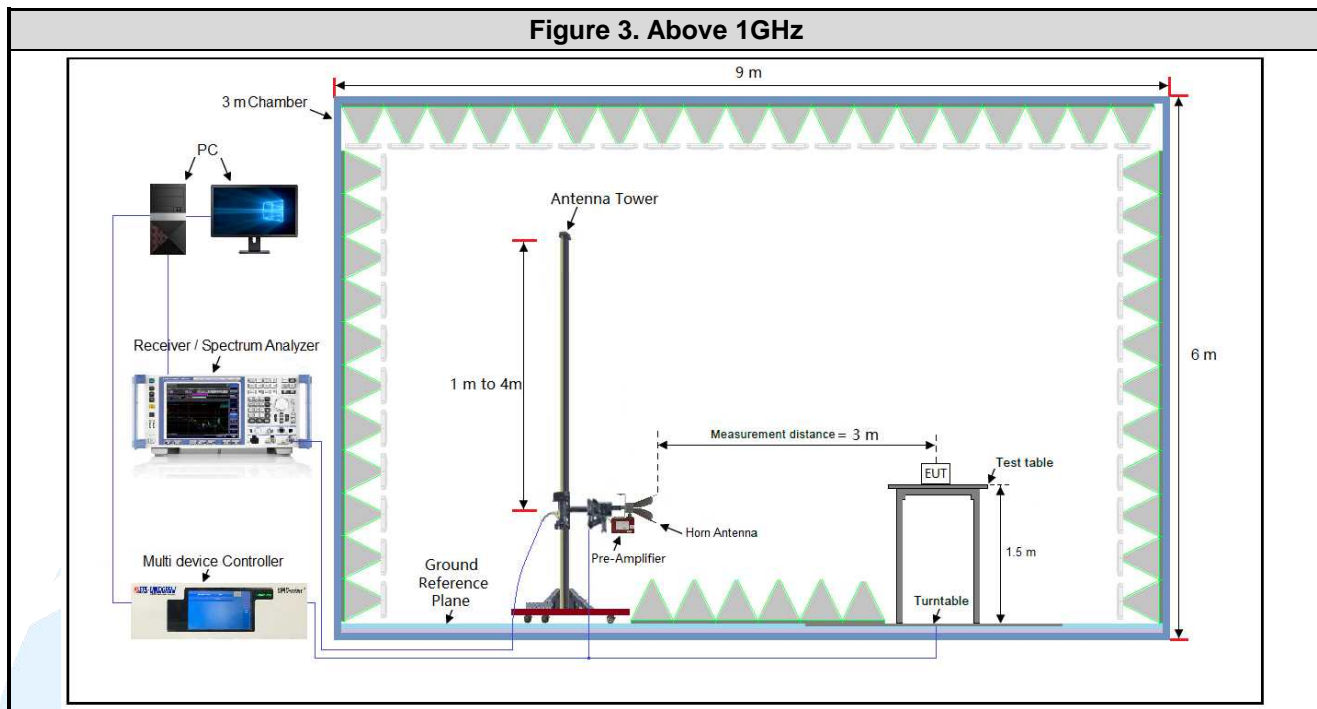 Figure 3. Above 1GHz
9 m
3 m Chamber
PC
Antenna Tower
Receiver / Spectrum Analyzer
1 m to 4m
6 m
Measurement distance = 3 m
EUT
Test table
Horn Antenna
Pre-Amplifier
1.5 m
Multi device Controller
Ground
Reference
Plane
Turntable